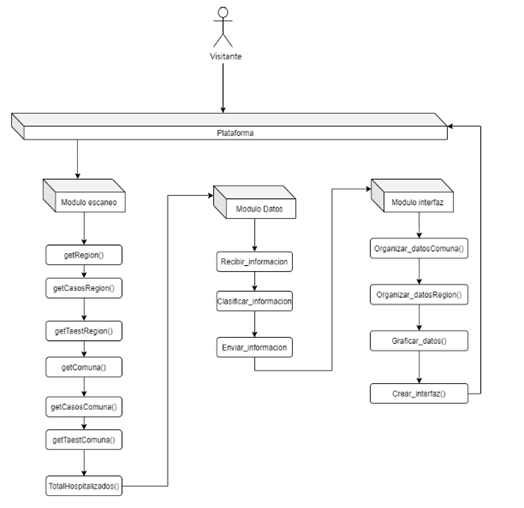 Visitante
Plataforma
Modulo escaneo
getRegion()
getCasosRegion()
getTaestRegion()
getComuna()
getCasosComuna()
getTaestComuna()
TotalHospitalizados()
Modulo Datos
Recibir_informacion
Clasificar_informacion
Enviar_informacion
Modulo interfaz
Organizar_datosComuna()
Organizar_datosRegion()
Graficar_datos()
Crear_interfaz()